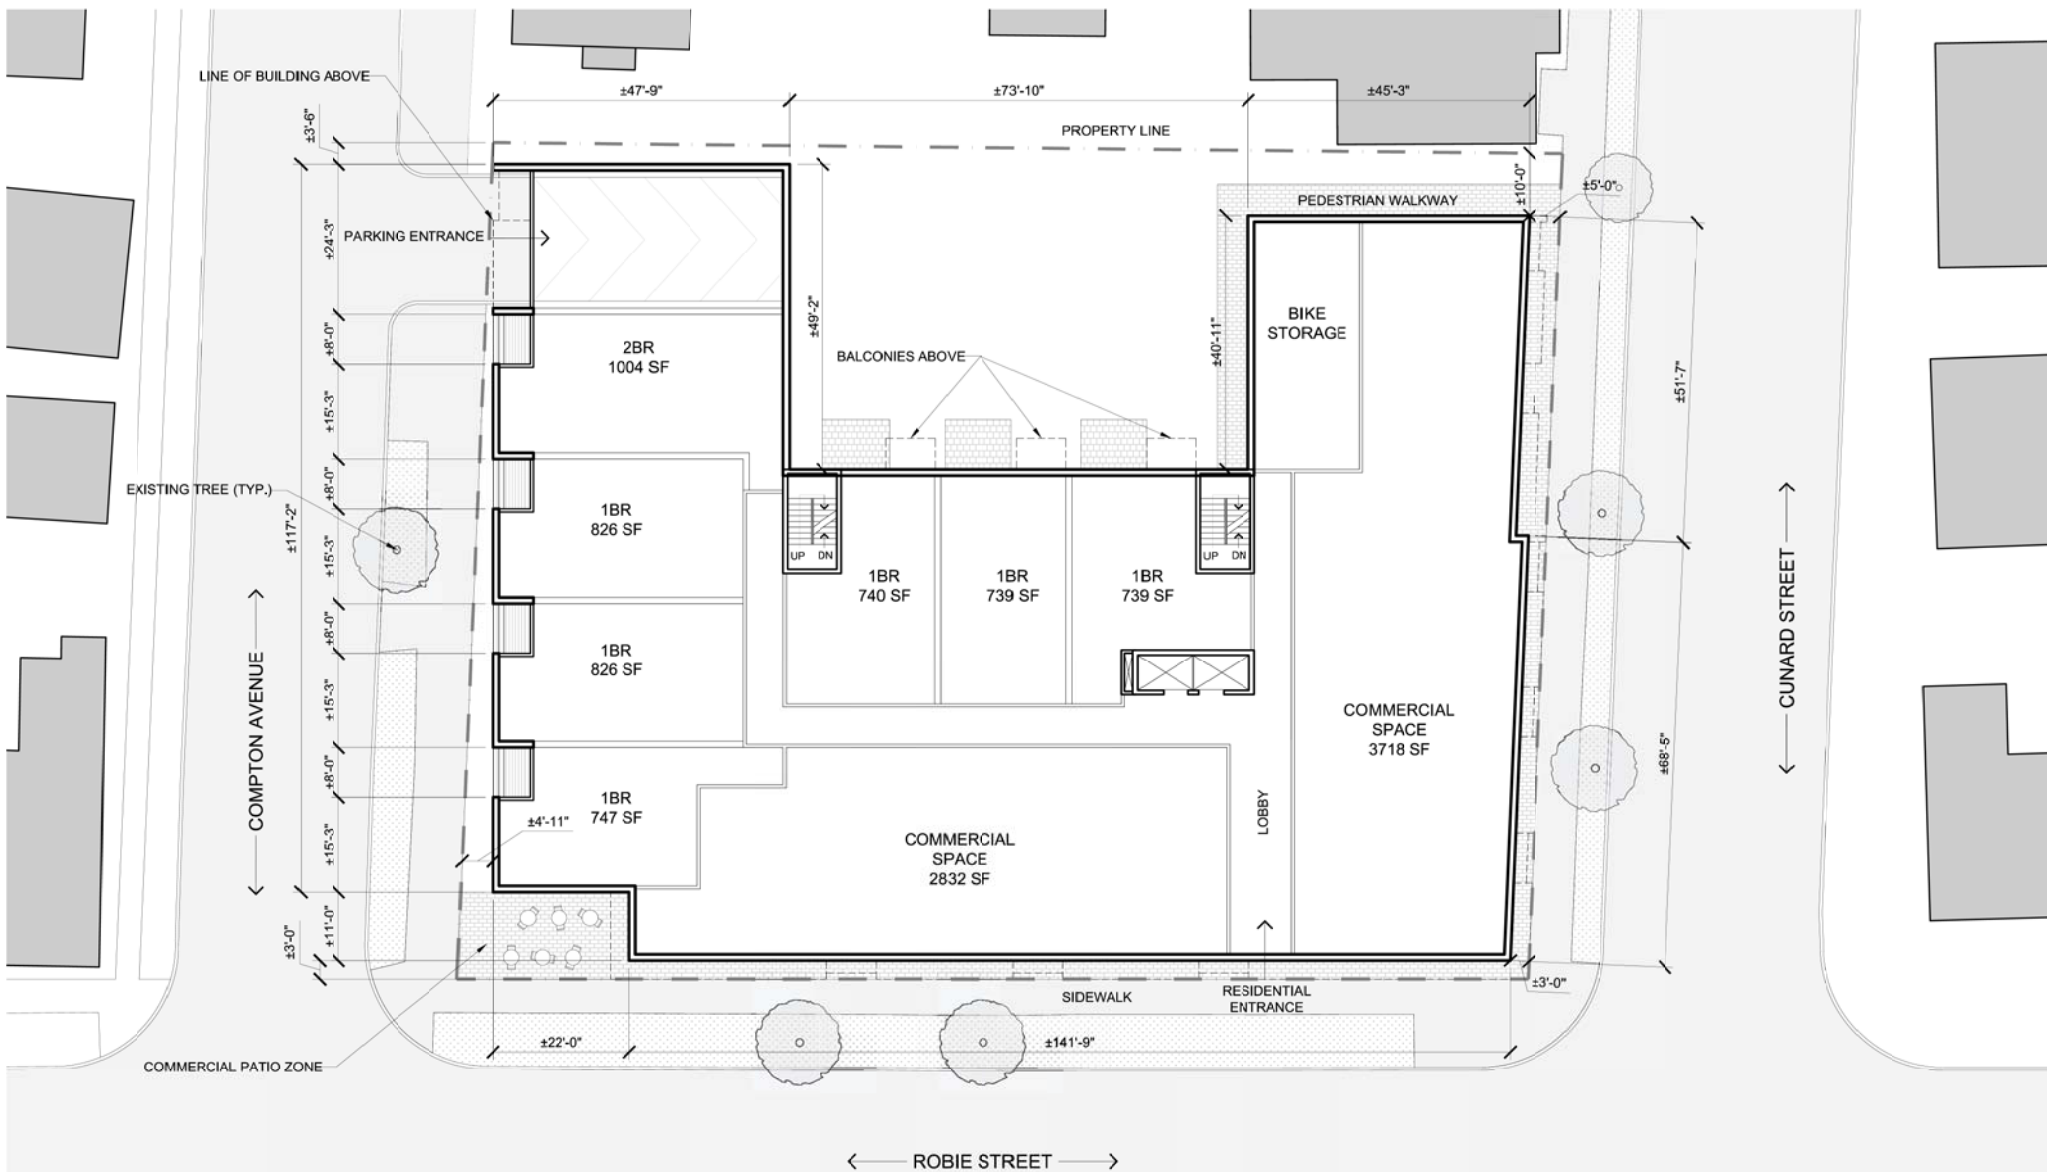 LINE OF BUILDING ABOVE
±47'-9"
±73'-10"
±45'-3"
±3'-6"
PROPERTY LINE
±10'-0"
±5'-0"
PEDESTRIAN WALKWAY
PARKING ENTRANCE
±24'-3"
±49'-2"
±40'-11"
BIKE
STORAGE
±8'-0"
2BR
1004 SF
BALCONIES ABOVE
±15'-3"
±51'-7"
EXISTING TREE (TYP.)
±8'-0"
±117'-2"
1BR
826 SF
±15'-3"
UP
DN
UP
DN
1BR
740 SF
1BR
739 SF
1BR
739 SF
±8'-0"
1BR
826 SF
±15'-3"
COMPTON AVENUE
CUNARD STREET
COMMERCIAL
SPACE
3718 SF
±68'-5"
±8'-0"
1BR
747 SF
±4'-11"
±15'-3"
LOBBY
COMMERCIAL
SPACE
2832 SF
±11'-0"
±3'-0"
±3'-0"
SIDEWALK
RESIDENTIAL
ENTRANCE
±22'-0"
±141'-9"
COMMERCIAL PATIO ZONE
ROBIE STREET